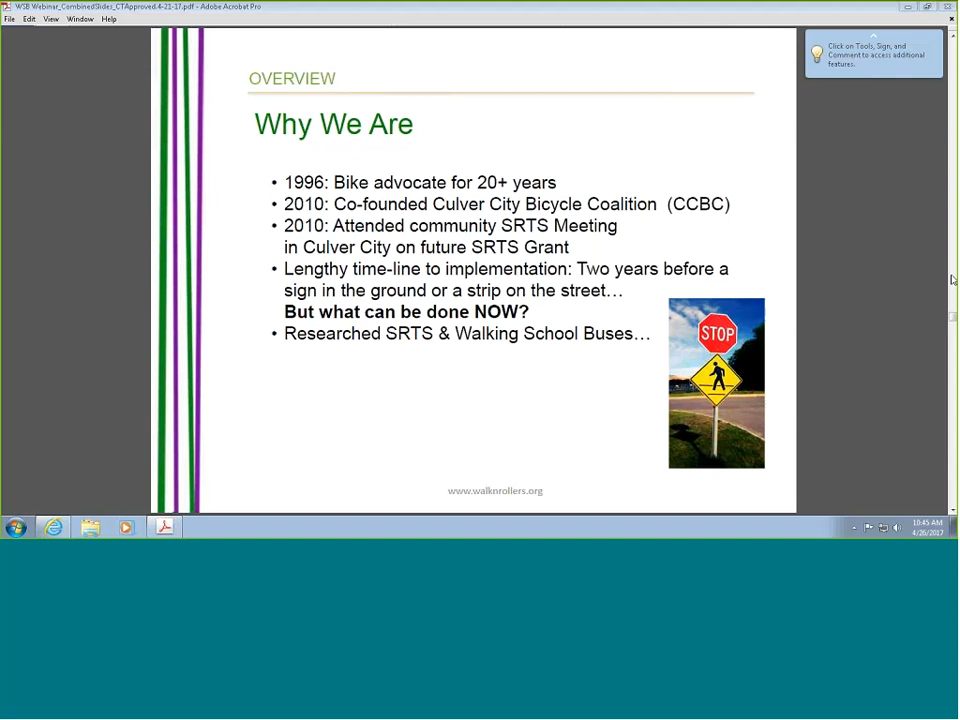 WSB Webinar_CombinedSlides_CTApproved.4-21-17.pdf - Adobe Acrobat Pro
File Edit View Window Help
Click on Tools, Sign, and
Comment to access additional
features.
OVERVIEW
Why We Are
• 1996: Bike advocate for 20+ years
• 2010: Co-founded Culver City Bicycle Coalition (CCBC)
• 2010: Attended community SRTS Meeting
in Culver City on future SRTS Grant
• Lengthy time-line to implementation: Two years before a
sign in the ground or a strip on the street…
But what can be done NOW?
• Researched SRTS & Walking School Buses…
STOP
www.walknrollers.org
10:45 AM
4/26/2017